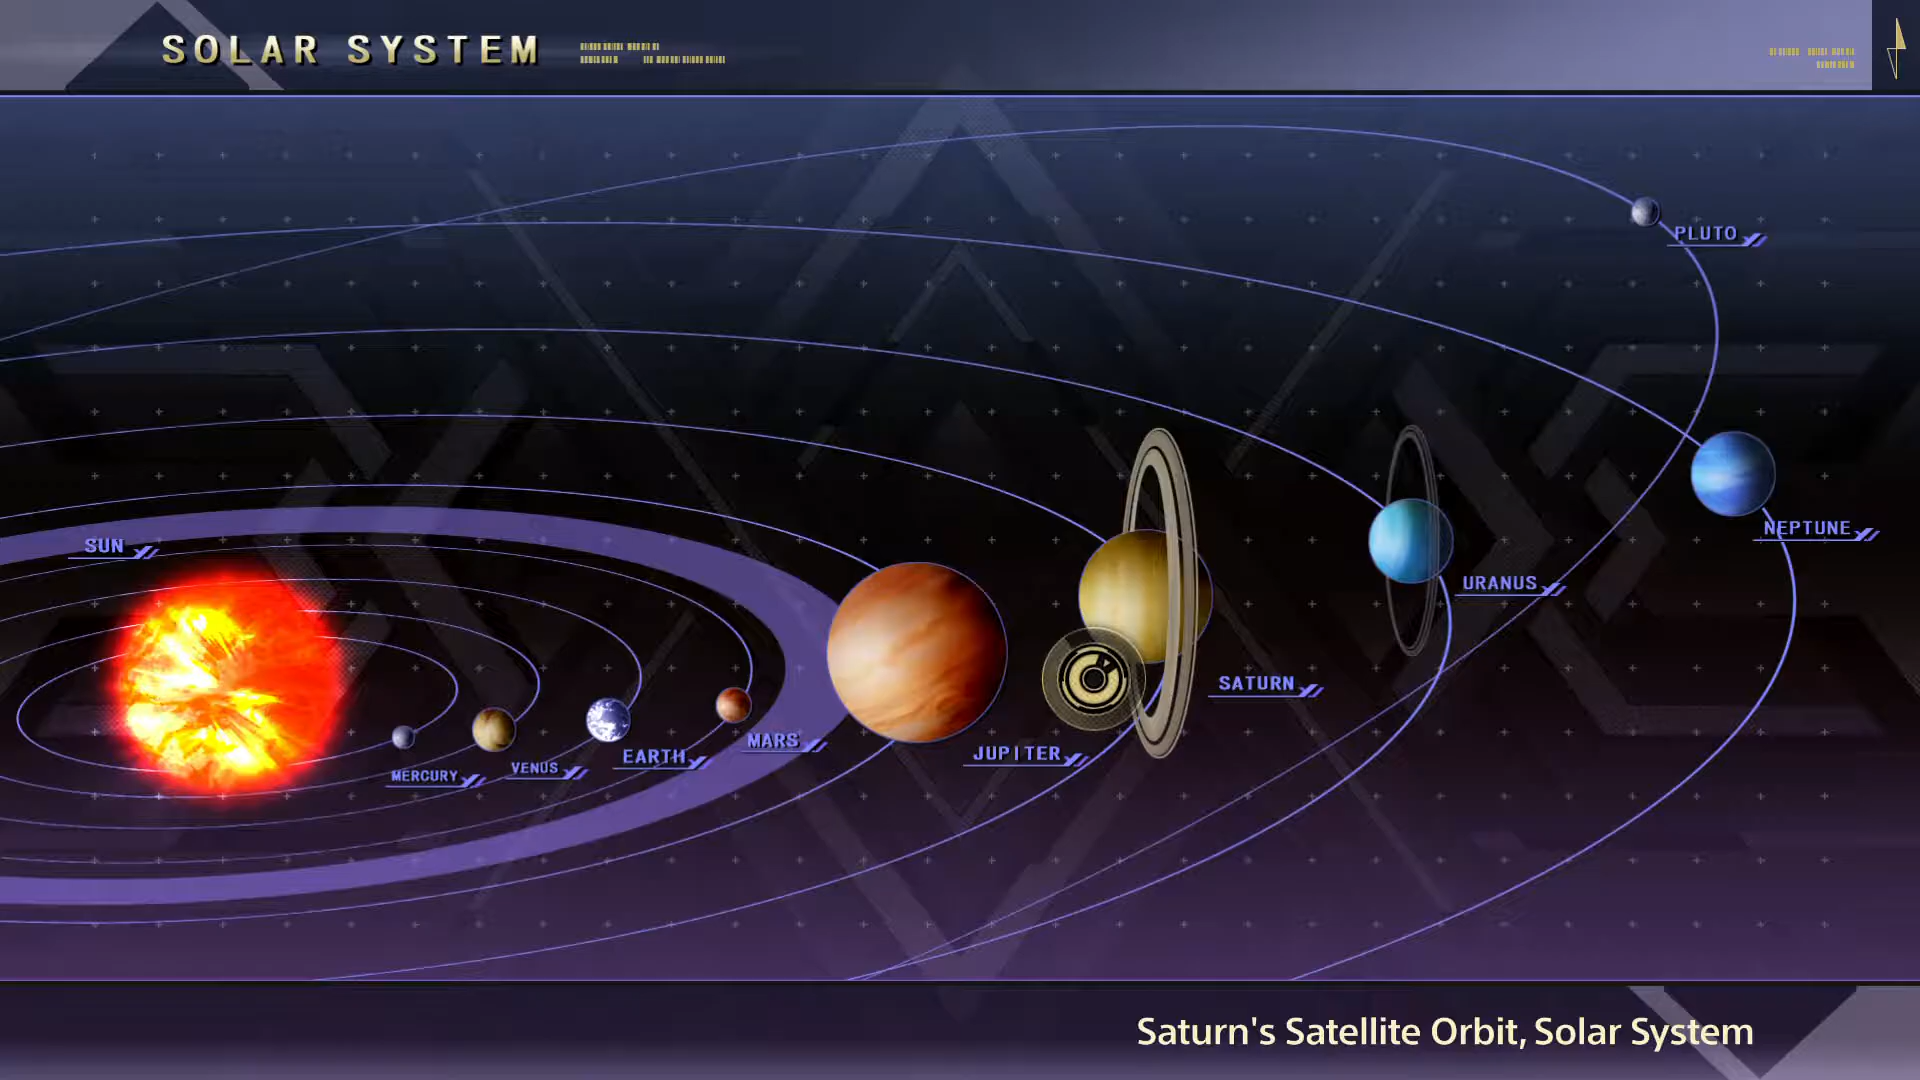 SOLAR SYSTEM
PLUTO
NEPTUNE
SUN
URANUS
SATURN
MARS
JUPITER
EARTH
VENUS
MERCURY
Saturn's Satellite Orbit, Solar System